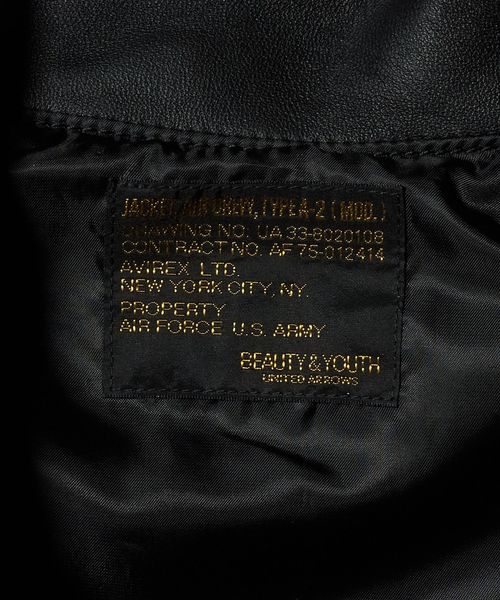 JACKET, AIR CREW, TYPE A-2 (MOD.)
DRAWING NO. UA 33-8020108
CONTRACT NO. AF 75-012414
AVIREX LTD.
NEW YORK CITY, NY.
PROPERTY
AIR FORCE U.S. ARMY
BEAUTY&YOUTH
UNITED ARROWS